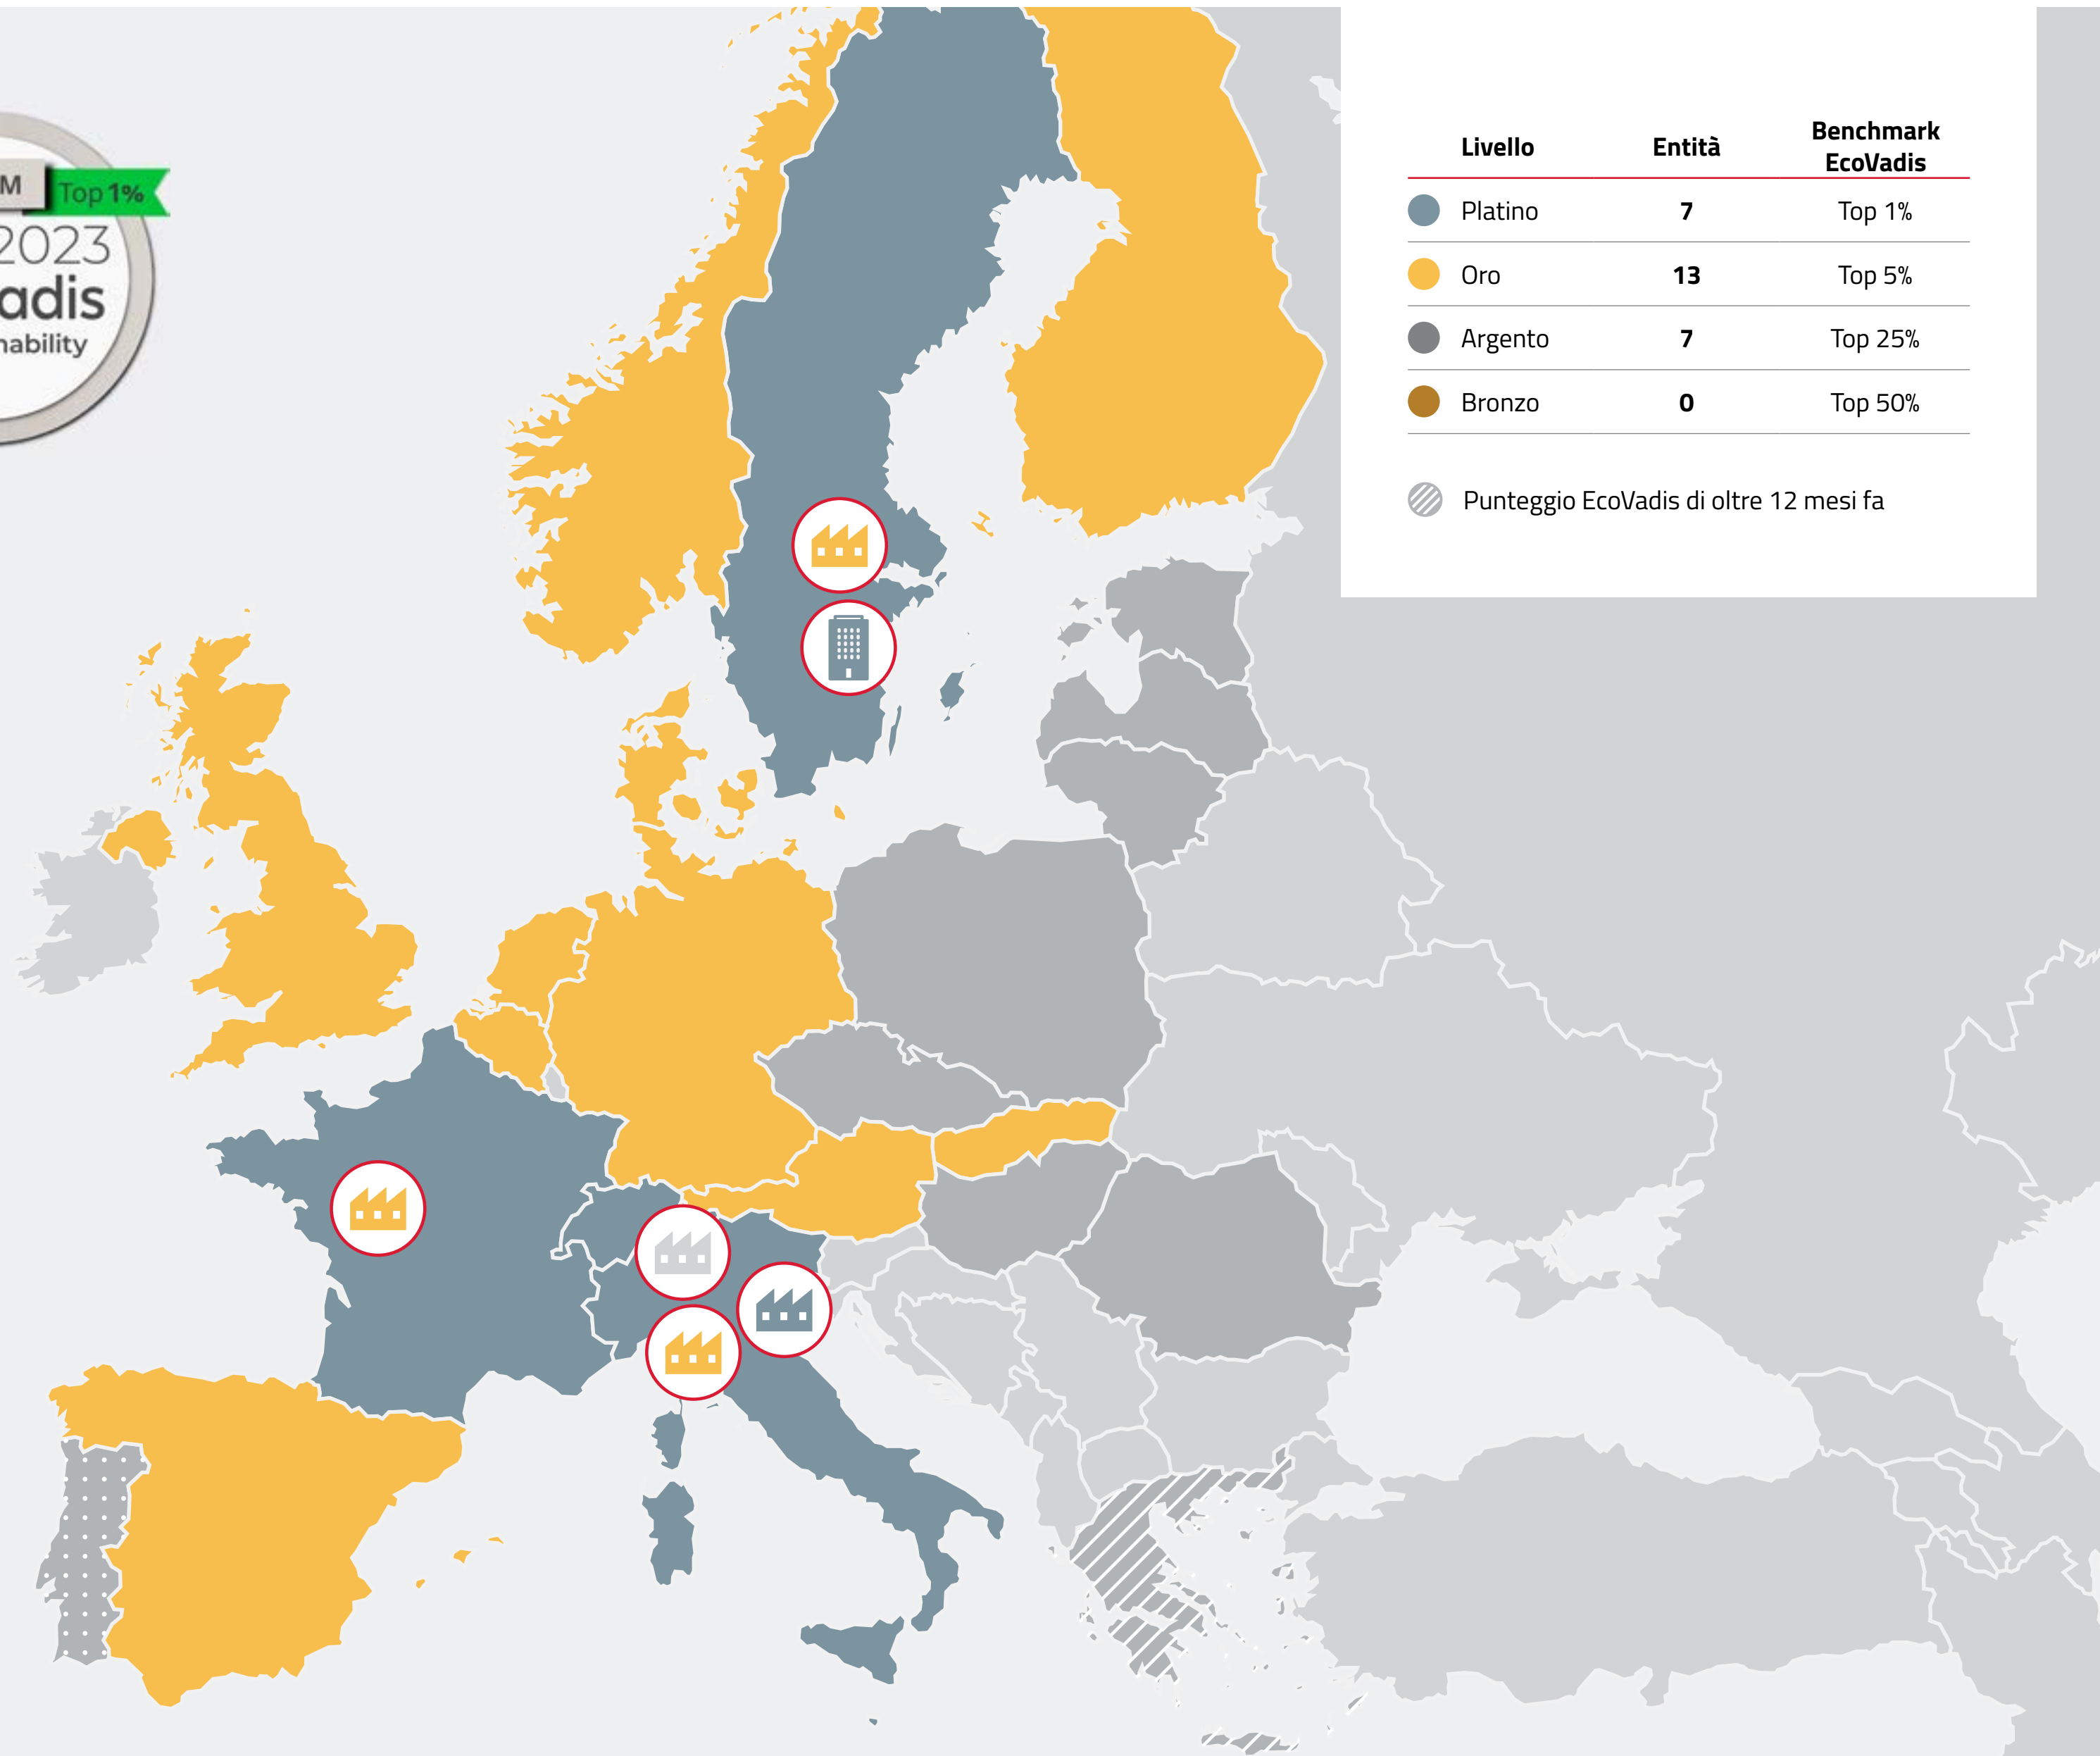 M
Top 1%
2023
adis
nability
Livello Entità Benchmark
EcoVadis
Platino 7 Top 1%
Oro 13 Top 5%
Argento 7 Top 25%
Bronzo 0 Top 50%
Punteggio EcoVadis di oltre 12 mesi fa